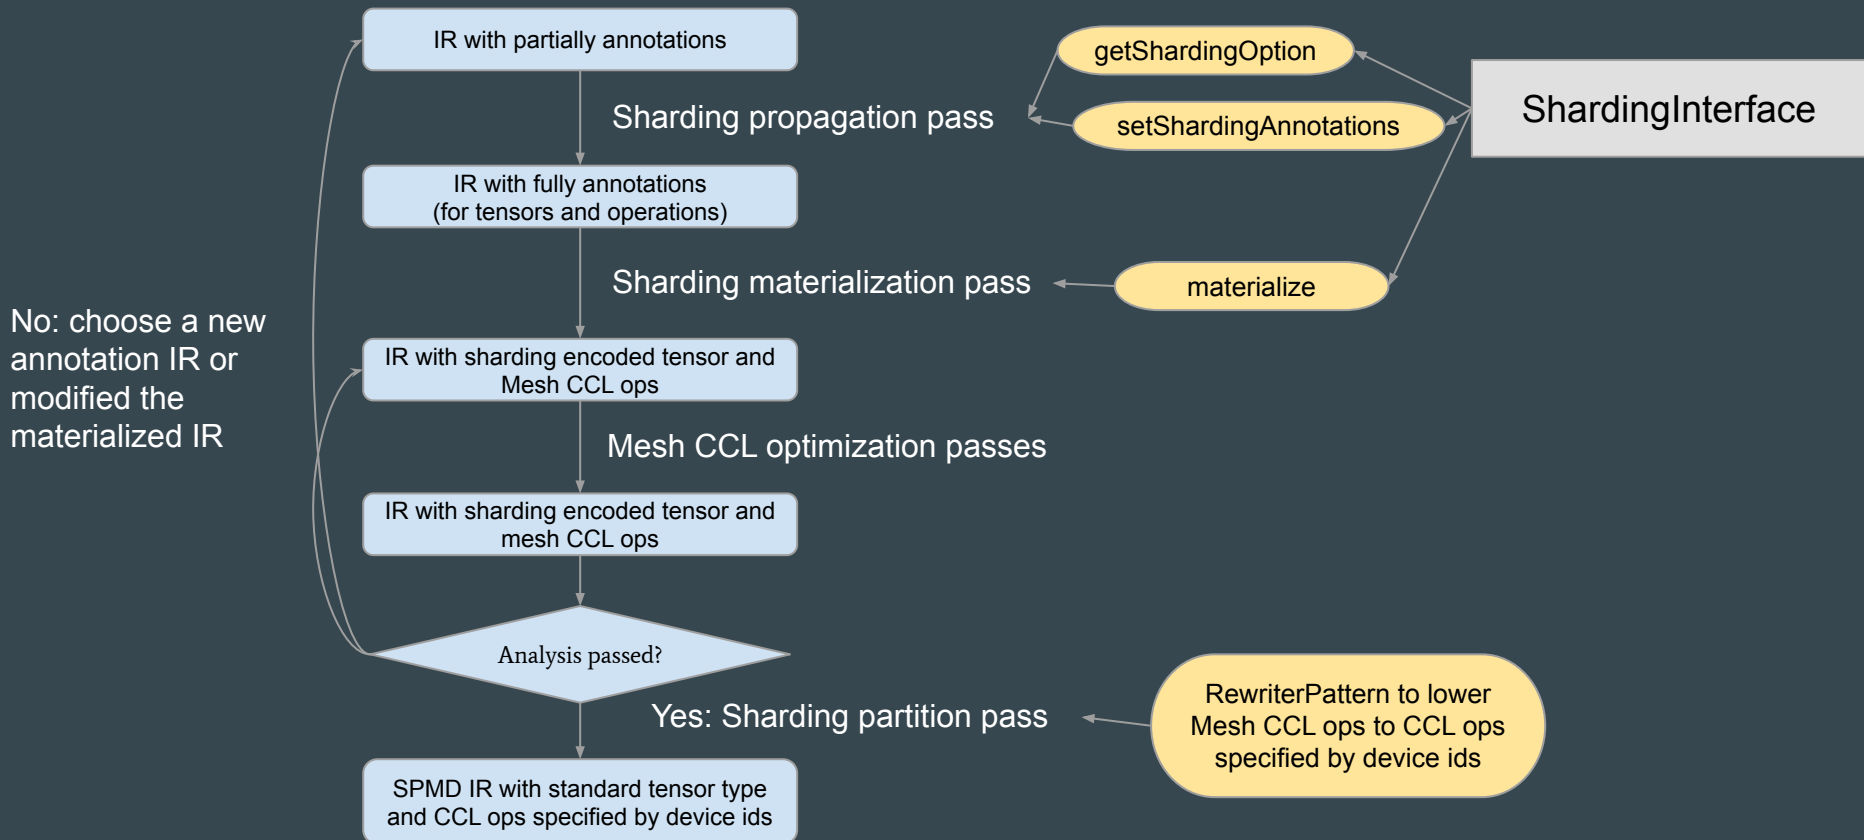 IR with partially annotations
getShardingOption
ShardingInterface
Sharding propagation pass
setShardingAnnotations
IR with fully annotations
(for tensors and operations)
Sharding materialization pass
materialize
No: choose a new
annotation IR or
modified the
materialized IR
IR with sharding encoded tensor and
Mesh CCL ops
Mesh CCL optimization passes
IR with sharding encoded tensor and
mesh CCL ops
Analysis passed?
Yes: Sharding partition pass
RewriterPattern to lower
Mesh CCL ops to CCL ops
specified by device ids
SPMD IR with standard tensor type
and CCL ops specified by device ids